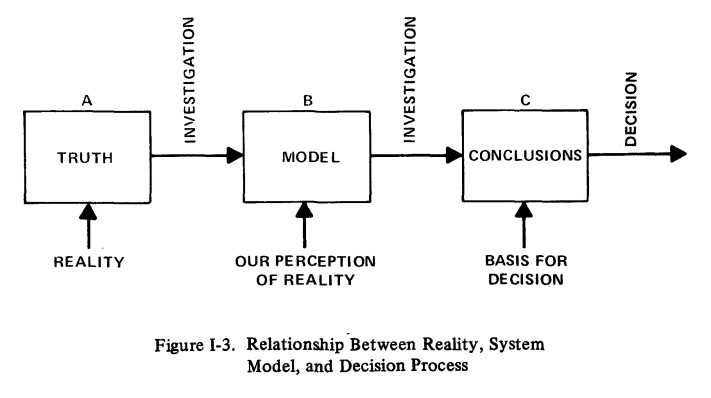 INVESTIGATION
INVESTIGATION
DECISION
A
B
C
TRUTH
MODEL
CONCLUSIONS
REALITY
OUR PERCEPTION
OF REALITY
BASIS FOR
DECISION
Figure I-3. Relationship Between Reality, System
Model, and Decision Process